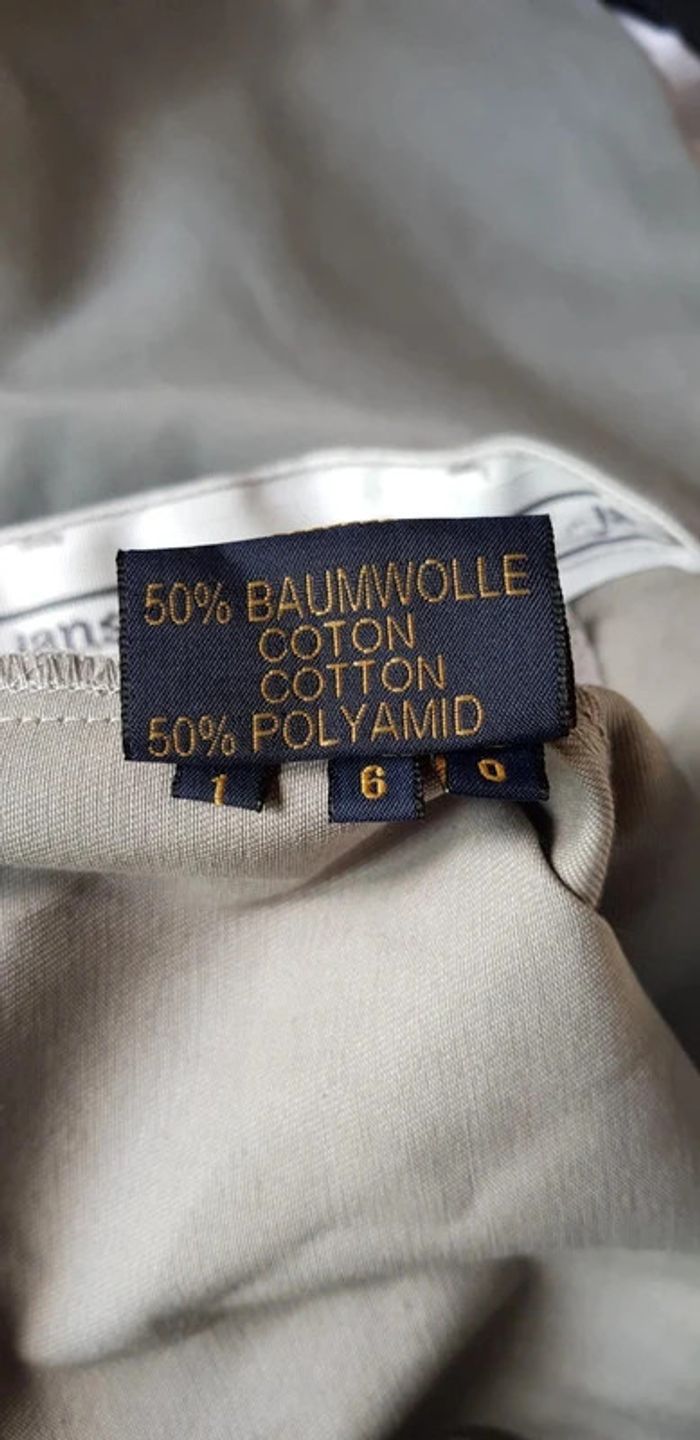 50% BAUMWOLLE
COTON
COTTON
50% POLYAMID
1 6 0